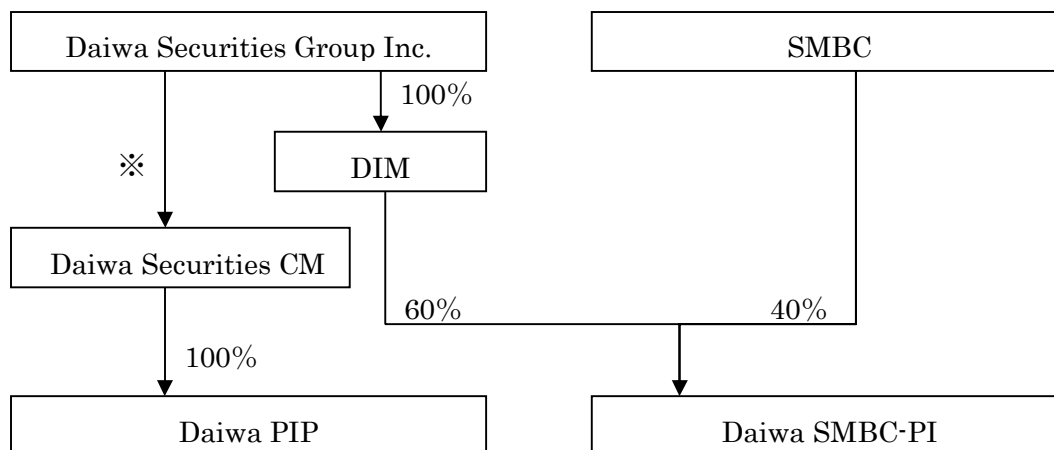 Daiwa Securities Group Inc.
SMBC
100%
DIM
※
Daiwa Securities CM
60%
40%
100%
Daiwa PIP
Daiwa SMBC-PI